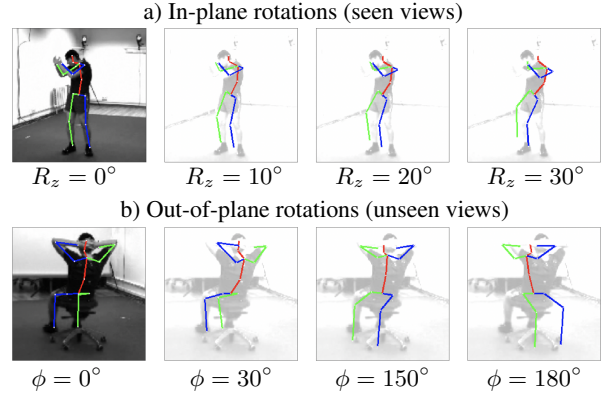 a) In-plane rotations (seen views)
R_z = 0° R_z = 10° R_z = 20° R_z = 30°
b) Out-of-plane rotations (unseen views)
ϕ = 0° ϕ = 30° ϕ = 150° ϕ = 180°